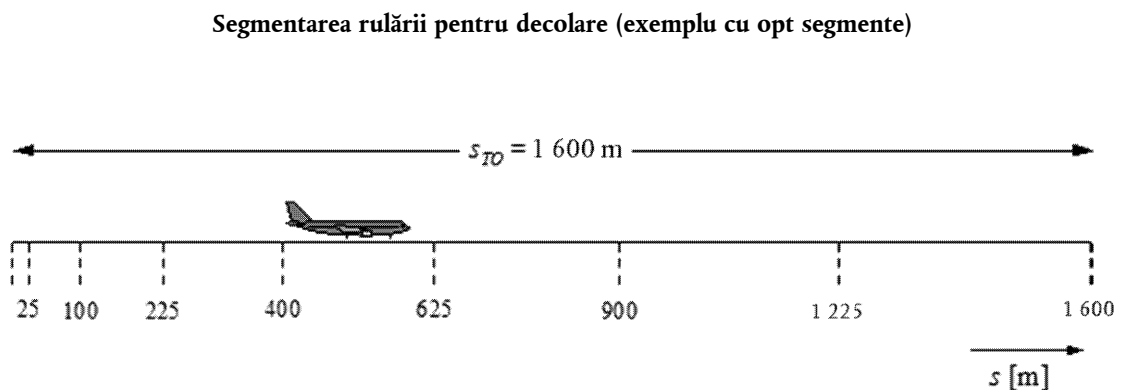 Segmentarea rulării pentru decolare (exemplu cu opt segmente)
s_TO = 1 600 m
25 100 225 400 625 900 1 225 1 600
s [m]